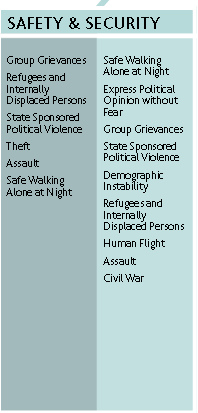 SAFETY & SECURITY
Group Grievances
Refugees and
Internally
Displaced Persons
State Sponsored
Political Violence
Theft
Assault
Safe Walking
Alone at Night
Safe Walking
Alone at Night
Express Political
Opinion without
Fear
Group Grievances
State Sponsored
Political Violence
Demographic
Instability
Refugees and
Internally
Displaced Persons
Human Flight
Assault
Civil War